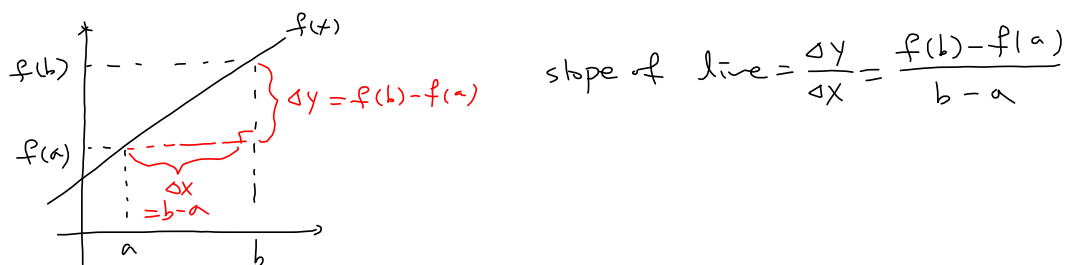 f(x)
f(b)
Δy = f(b) - f(a)
f(a)
Δx
= b - a
a
b
slope of line = Δy/Δx = (f(b) - f(a))/(b - a)